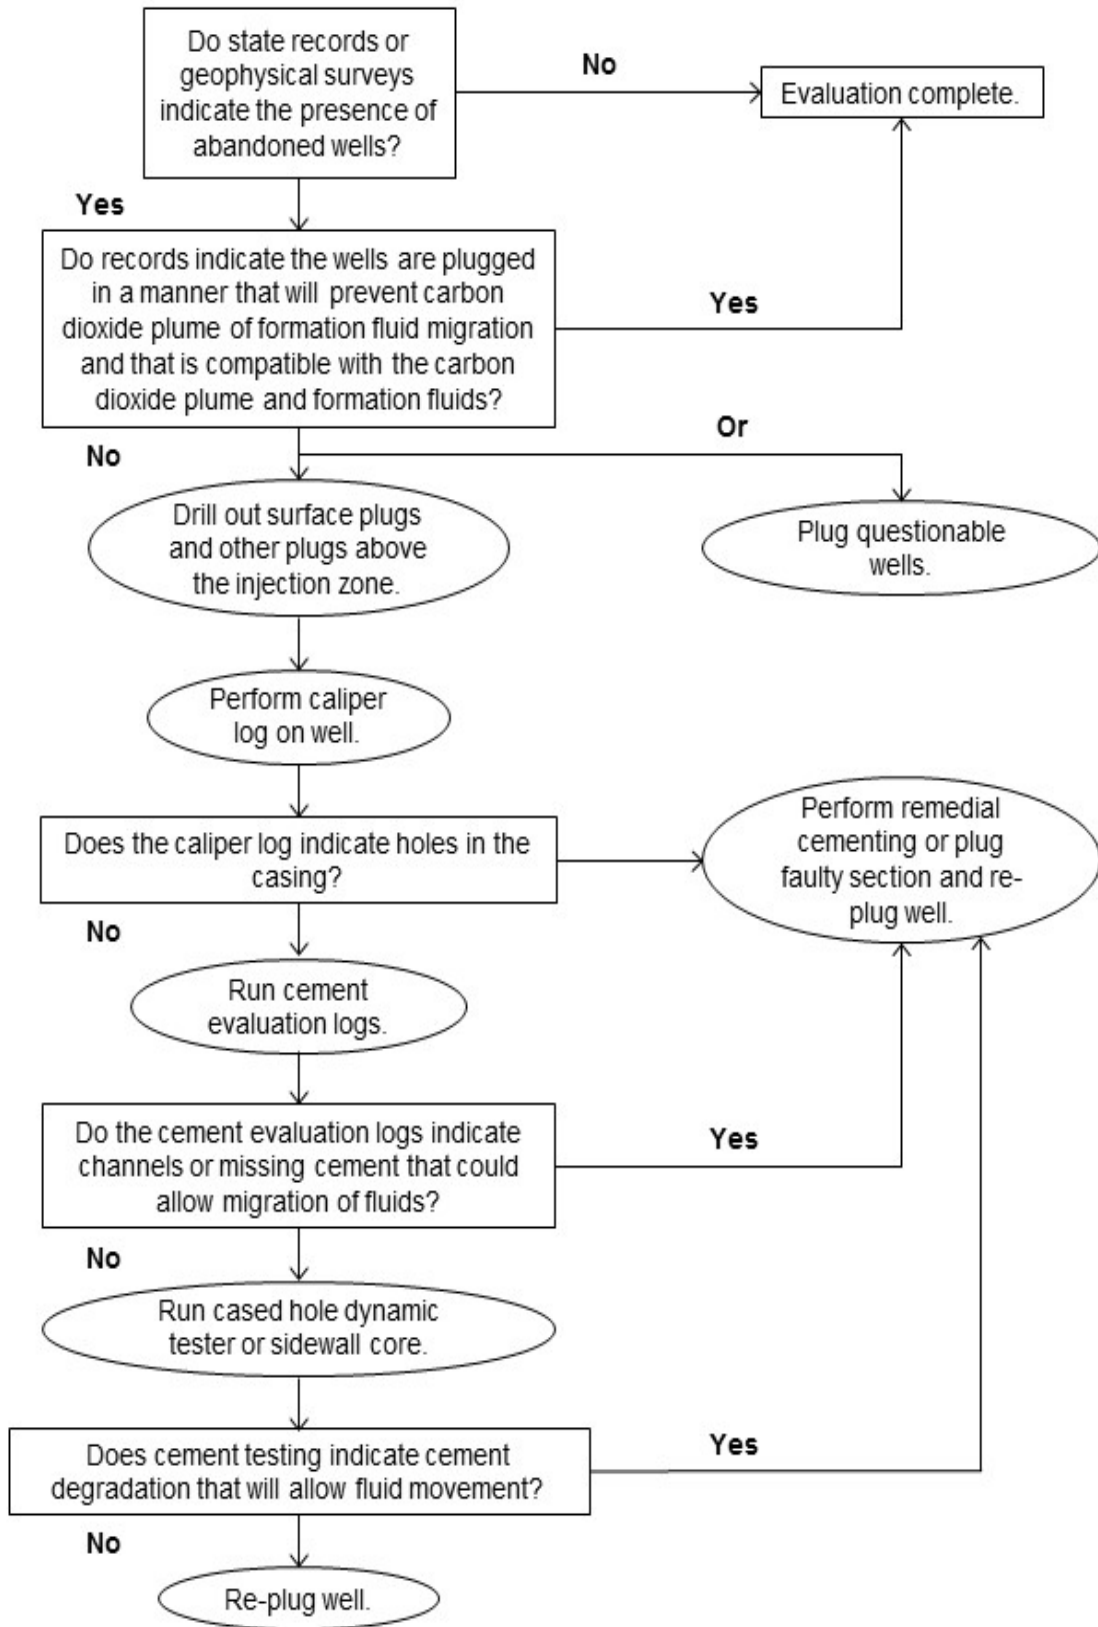 Do state records or
geophysical surveys
indicate the presence of
abandoned wells?
No
Evaluation complete.
Yes
Do records indicate the wells are plugged
in a manner that will prevent carbon
dioxide plume of formation fluid migration
and that is compatible with the carbon
dioxide plume and formation fluids?
Yes
No
Or
Drill out surface plugs
and other plugs above
the injection zone.
Plug questionable
wells.
Perform caliper
log on well.
Does the caliper log indicate holes in the
casing?
Perform remedial
cementing or plug
faulty section and re-
plug well.
No
Run cement
evaluation logs.
Do the cement evaluation logs indicate
channels or missing cement that could
allow migration of fluids?
Yes
No
Run cased hole dynamic
tester or sidewall core.
Does cement testing indicate cement
degradation that will allow fluid movement?
Yes
No
Re-plug well.